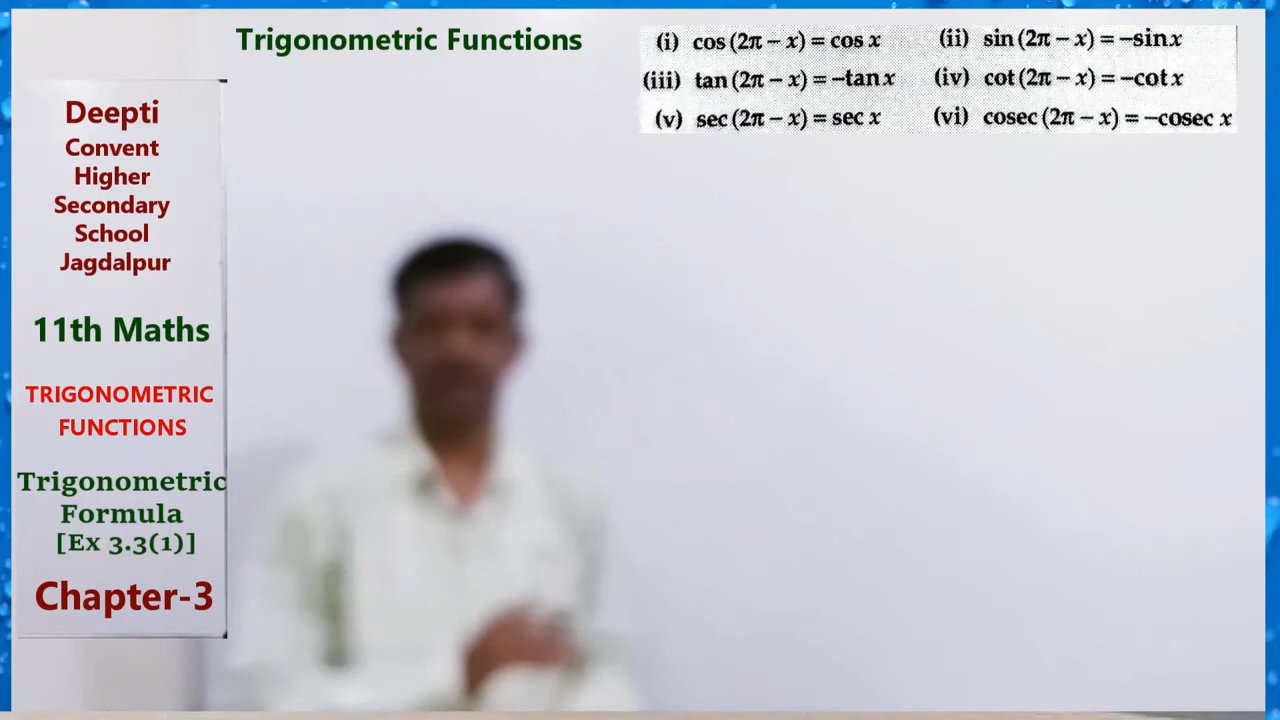 Trigonometric Functions
(i) cos (2π − x) = cos x (ii) sin (2π − x) = −sin x
(iii) tan (2π − x) = −tan x (iv) cot (2π − x) = −cot x
(v) sec (2π − x) = sec x (vi) cosec (2π − x) = −cosec x
Deepti
Convent
Higher
Secondary
School
Jagdalpur
11th Maths
TRIGONOMETRIC
FUNCTIONS
Trigonometric
Formula
[Ex 3.3(1)]
Chapter-3